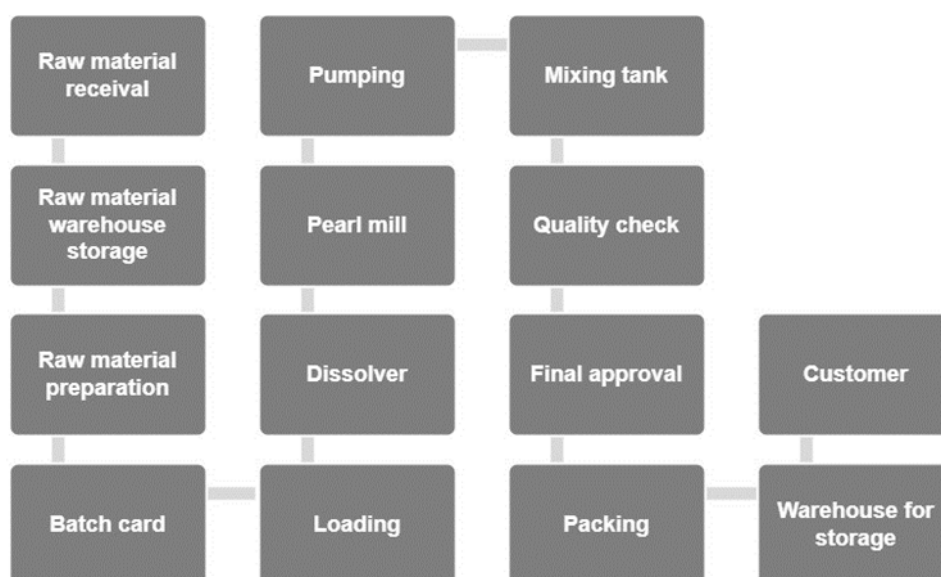 Raw material
receival
Raw material
warehouse
storage
Raw material
preparation
Batch card
Loading
Dissolver
Pearl mill
Pumping
Mixing tank
Quality check
Final approval
Packing
Warehouse for
storage
Customer